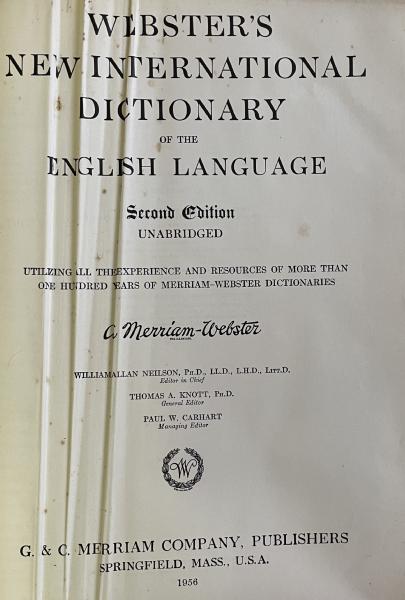 WEBSTER'S
NEW INTERNATIONAL
DICTIONARY
OF THE
ENGLISH LANGUAGE
Second Edition
UNABRIDGED
UTILIZING ALL THE EXPERIENCE AND RESOURCES OF MORE THAN
ONE HUNDRED YEARS OF MERRIAM-WEBSTER DICTIONARIES
A Merriam-Webster
WILLIAM ALLAN NEILSON, PH.D., LL.D., L.H.D., LITT.D.
Editor in Chief
THOMAS A. KNOTT, PH.D.
General Editor
PAUL W. CARHART
Managing Editor
W
G. & C. MERRIAM COMPANY, PUBLISHERS
SPRINGFIELD, MASS., U.S.A.
1956